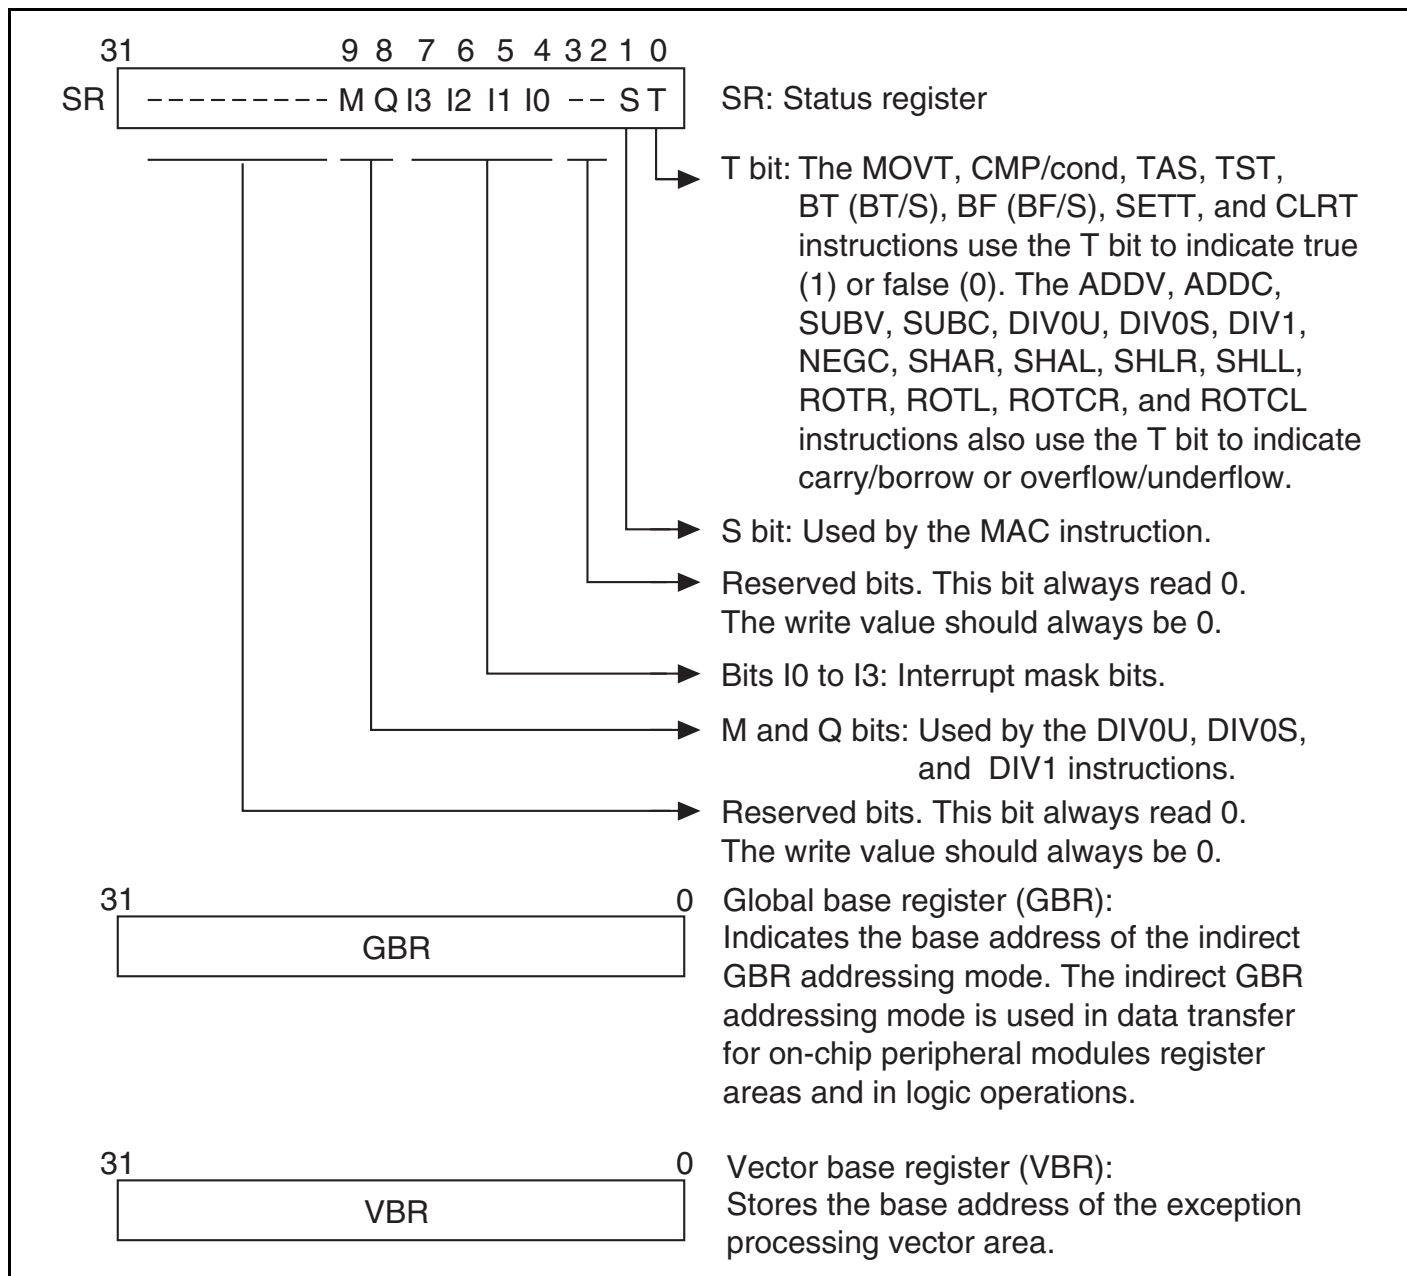 31 9 8 7 6 5 4 3 2 1 0
SR ---------- M Q I3 I2 I1 I0 -- S T SR: Status register
T bit: The MOVT, CMP/cond, TAS, TST,
BT (BT/S), BF (BF/S), SETT, and CLRT
instructions use the T bit to indicate true
(1) or false (0). The ADDV, ADDC,
SUBV, SUBC, DIV0U, DIV0S, DIV1,
NEGC, SHAR, SHAL, SHLR, SHLL,
ROTR, ROTL, ROTCR, and ROTCL
instructions also use the T bit to indicate
carry/borrow or overflow/underflow.
S bit: Used by the MAC instruction.
Reserved bits. This bit always read 0.
The write value should always be 0.
Bits I0 to I3: Interrupt mask bits.
M and Q bits: Used by the DIV0U, DIV0S,
and DIV1 instructions.
Reserved bits. This bit always read 0.
The write value should always be 0.
31 0 Global base register (GBR):
Indicates the base address of the indirect
GBR
GBR addressing mode. The indirect GBR
addressing mode is used in data transfer
for on-chip peripheral modules register
areas and in logic operations.
31 0 Vector base register (VBR):
VBR Stores the base address of the exception
processing vector area.